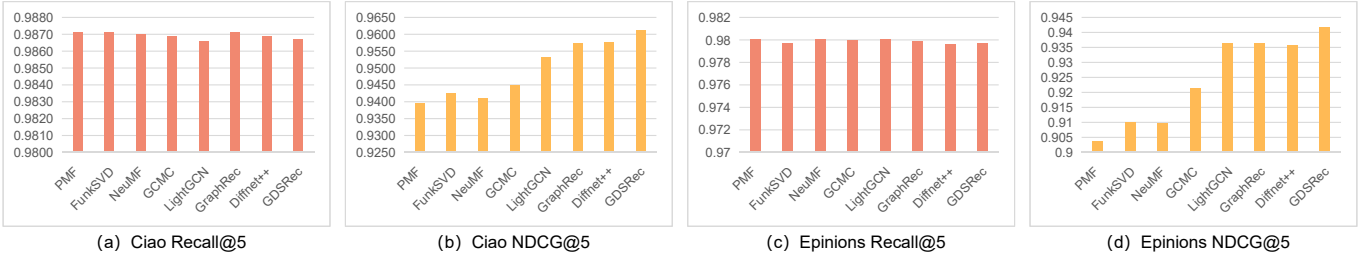 0.9880
0.9870
0.9860
0.9850
0.9840
0.9830
0.9820
0.9810
0.9800
PMF
FunkSVD
NeuMF
GCMC
LightGCN
GraphRec
Diffnet++
GDSRec
(a) Ciao Recall@5
0.9650
0.9600
0.9550
0.9500
0.9450
0.9400
0.9350
0.9300
0.9250
PMF
FunkSVD
NeuMF
GCMC
LightGCN
GraphRec
Diffnet++
GDSRec
(b) Ciao NDCG@5
0.982
0.98
0.978
0.976
0.974
0.972
0.97
PMF
FunkSVD
NeuMF
GCMC
LightGCN
GraphRec
Diffnet++
GDSRec
(c) Epinions Recall@5
0.945
0.94
0.935
0.93
0.925
0.92
0.915
0.91
0.905
0.9
PMF
FunkSVD
NeuMF
GCMC
LightGCN
GraphRec
Diffnet++
GDSRec
(d) Epinions NDCG@5